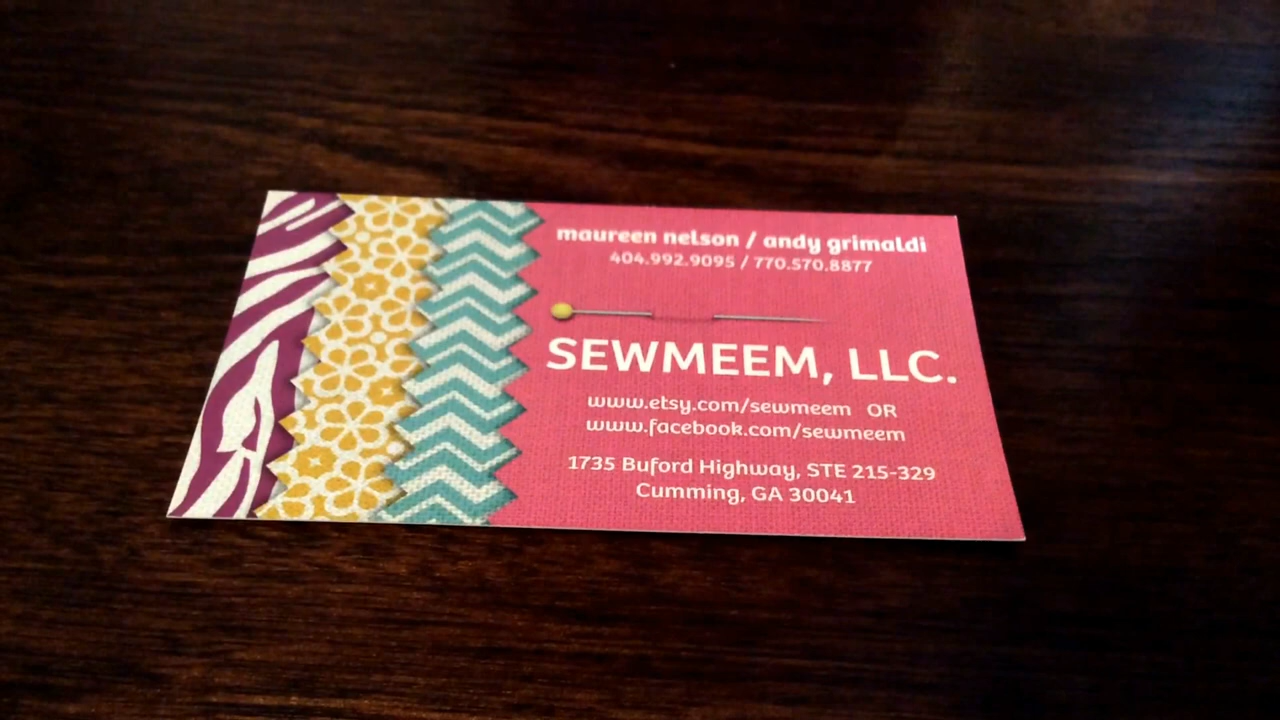 maureen nelson / andy grimaldi
404.992.9095 / 770.570.8877
SEWMEEM, LLC.
www.etsy.com/sewmeem OR
www.facebook.com/sewmeem
1735 Buford Highway, STE 215-329
Cumming, GA 30041